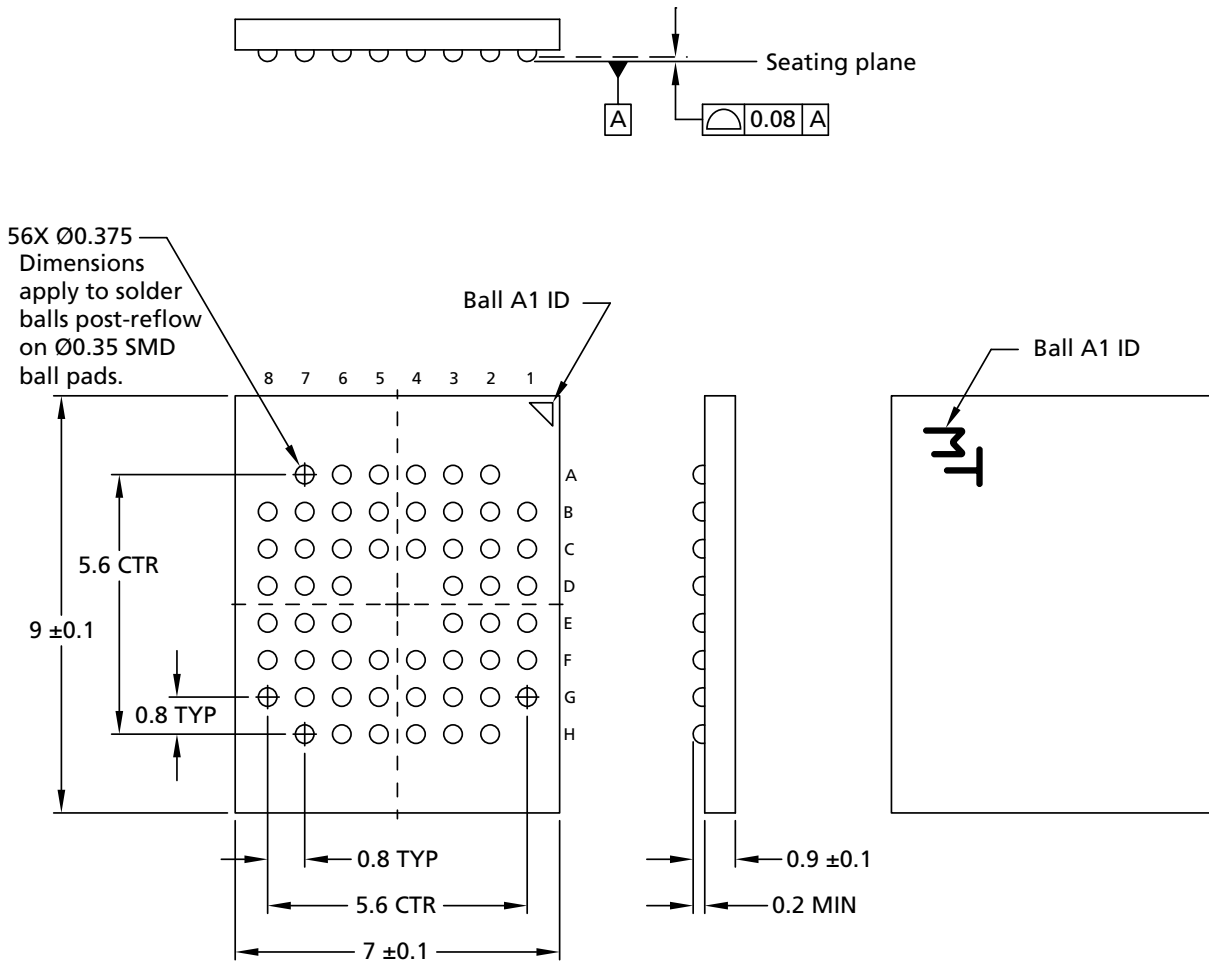 Seating plane
A
0.08 A
56X Ø0.375
Dimensions
apply to solder
balls post-reflow
on Ø0.35 SMD
ball pads.
Ball A1 ID
Ball A1 ID
8 7 6 5 4 3 2 1
A
B
C
D
E
F
G
H
5.6 CTR
9 ±0.1
0.8 TYP
0.8 TYP
5.6 CTR
7 ±0.1
0.9 ±0.1
0.2 MIN
MT